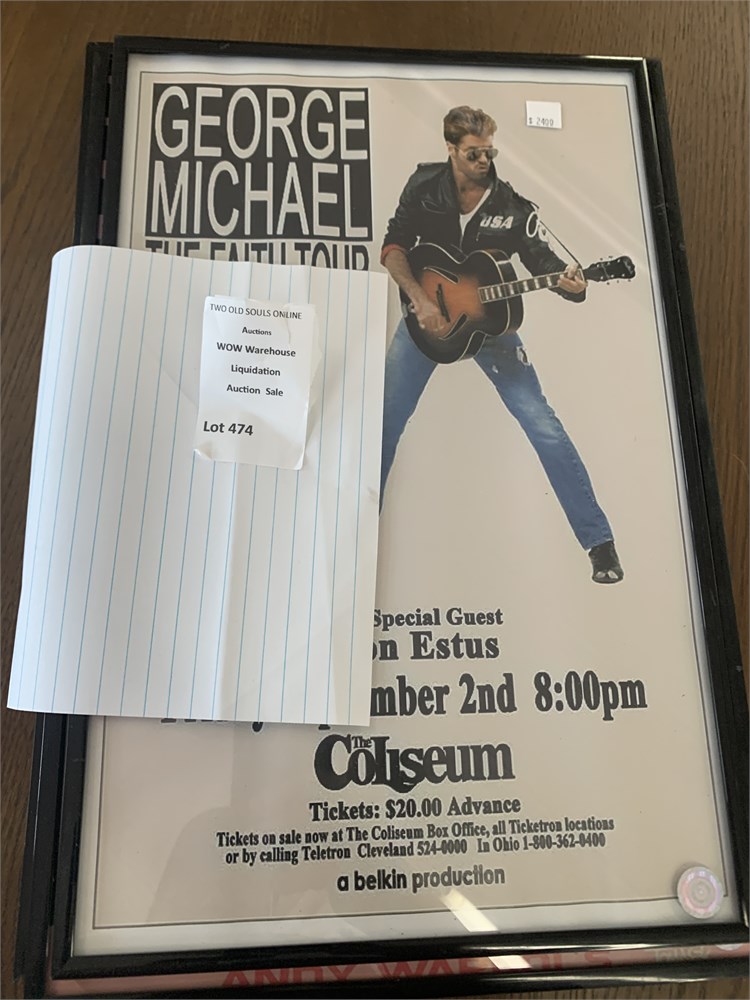 GEORGE
MICHAEL
THE FAITH TOUR
$ 2400
USA
TWO OLD SOULS ONLINE
Auctions
WOW Warehouse
Liquidation
Auction Sale
Lot 474
Special Guest
on Estus
mber 2nd 8:00pm
The
Coliseum
Tickets: $20.00 Advance
Tickets on sale now at The Coliseum Box Office, all Ticketron locations
or by calling Teletron Cleveland 524-0000 In Ohio 1-800-362-0400
a belkin production